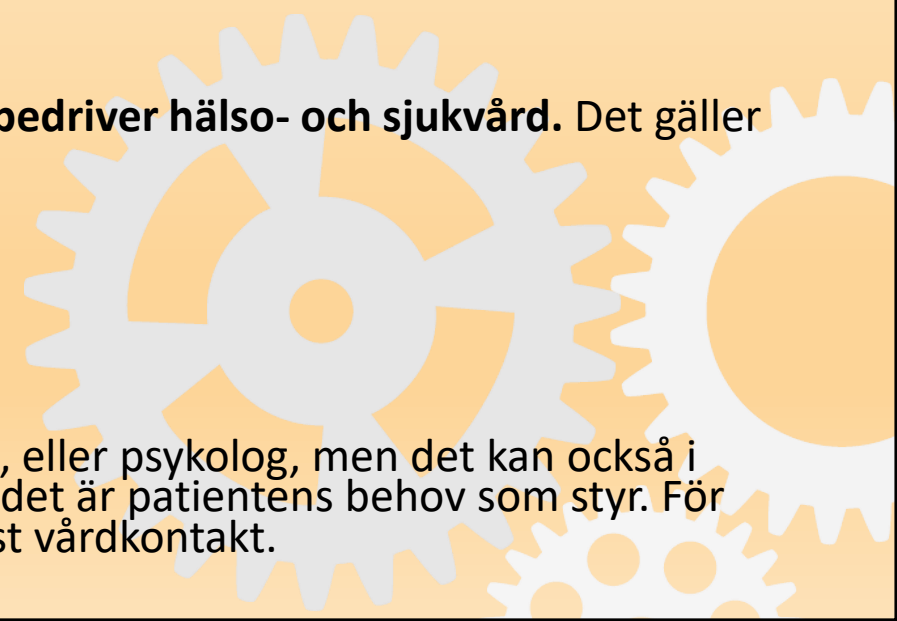 bedriver hälso- och sjukvård. Det gäller
, eller psykolog, men det kan också i
det är patientens behov som styr. För
st vårdkontakt.